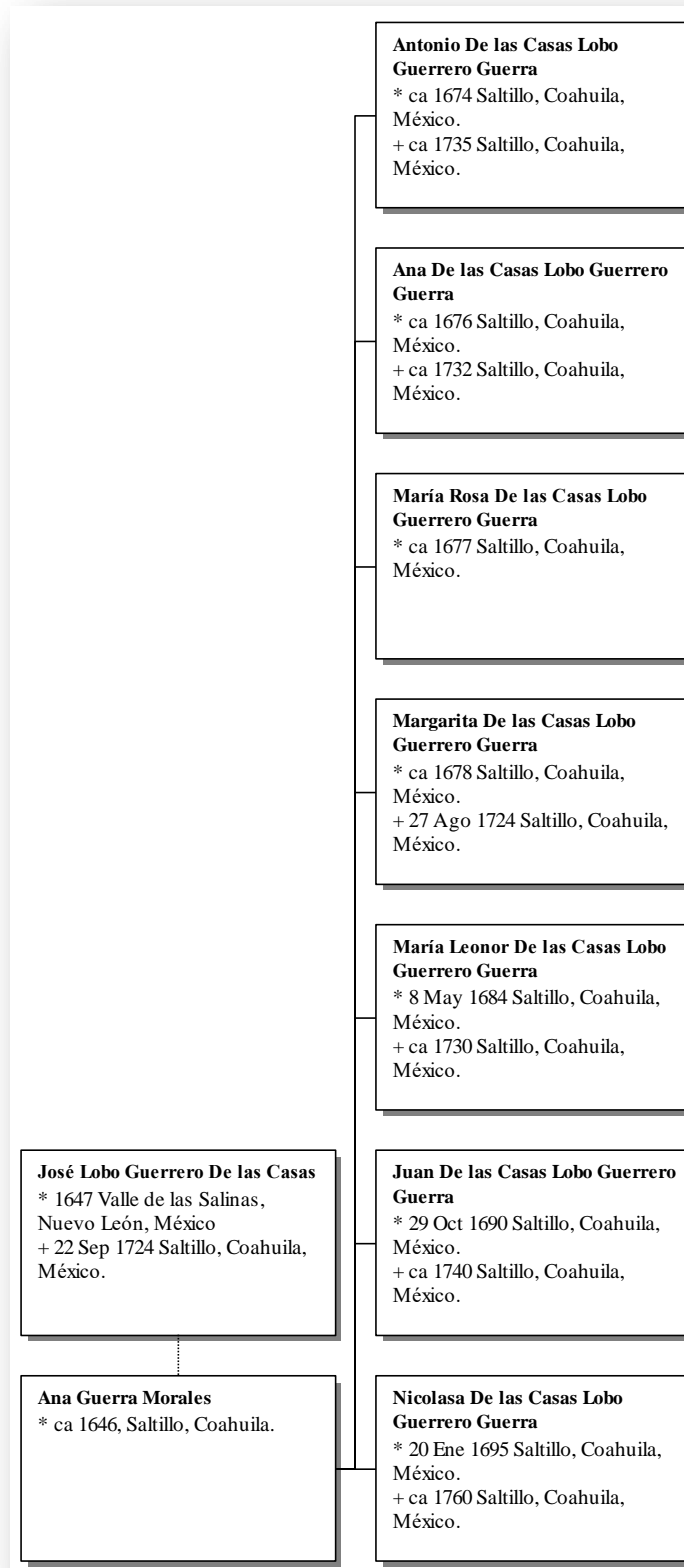 Antonio De las Casas Lobo
Guerrero Guerra
* ca 1674 Saltillo, Coahuila,
México.
+ ca 1735 Saltillo, Coahuila,
México.
Ana De las Casas Lobo Guerrero
Guerra
* ca 1676 Saltillo, Coahuila,
México.
+ ca 1732 Saltillo, Coahuila,
México.
María Rosa De las Casas Lobo
Guerrero Guerra
* ca 1677 Saltillo, Coahuila,
México.
Margarita De las Casas Lobo
Guerrero Guerra
* ca 1678 Saltillo, Coahuila,
México.
+ 27 Ago 1724 Saltillo, Coahuila,
México.
María Leonor De las Casas Lobo
Guerrero Guerra
* 8 May 1684 Saltillo, Coahuila,
México.
+ ca 1730 Saltillo, Coahuila,
México.
José Lobo Guerrero De las Casas
* 1647 Valle de las Salinas,
Nuevo León, México
+ 22 Sep 1724 Saltillo, Coahuila,
México.
Juan De las Casas Lobo Guerrero
Guerra
* 29 Oct 1690 Saltillo, Coahuila,
México.
+ ca 1740 Saltillo, Coahuila,
México.
Ana Guerra Morales
* ca 1646, Saltillo, Coahuila.
Nicolasa De las Casas Lobo
Guerrero Guerra
* 20 Ene 1695 Saltillo, Coahuila,
México.
+ ca 1760 Saltillo, Coahuila,
México.